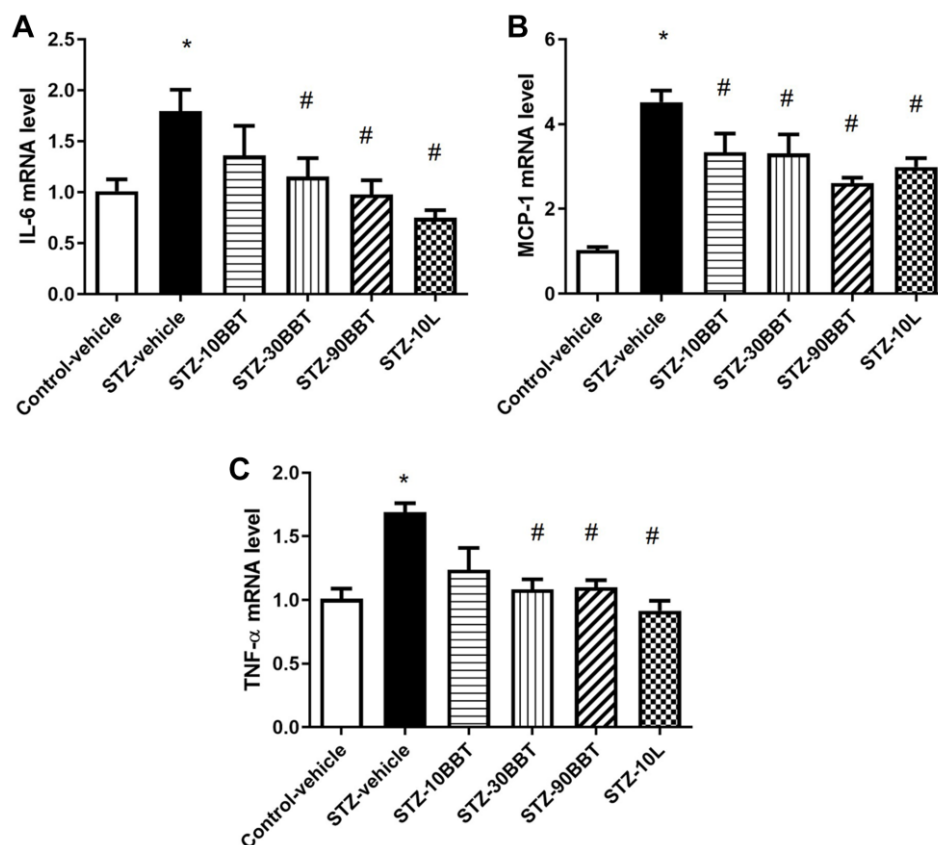 A
IL-6 mRNA level
2.5
2.0
1.5
1.0
0.5
0.0
*
#
#
#
Control-vehicle
STZ-vehicle
STZ-10BBT
STZ-30BBT
STZ-90BBT
STZ-10L
B
MCP-1 mRNA level
6
4
2
0
*
#
#
#
#
Control-vehicle
STZ-vehicle
STZ-10BBT
STZ-30BBT
STZ-90BBT
STZ-10L
C
TNF-α mRNA level
2.0
1.5
1.0
0.5
0.0
*
#
#
#
Control-vehicle
STZ-vehicle
STZ-10BBT
STZ-30BBT
STZ-90BBT
STZ-10L